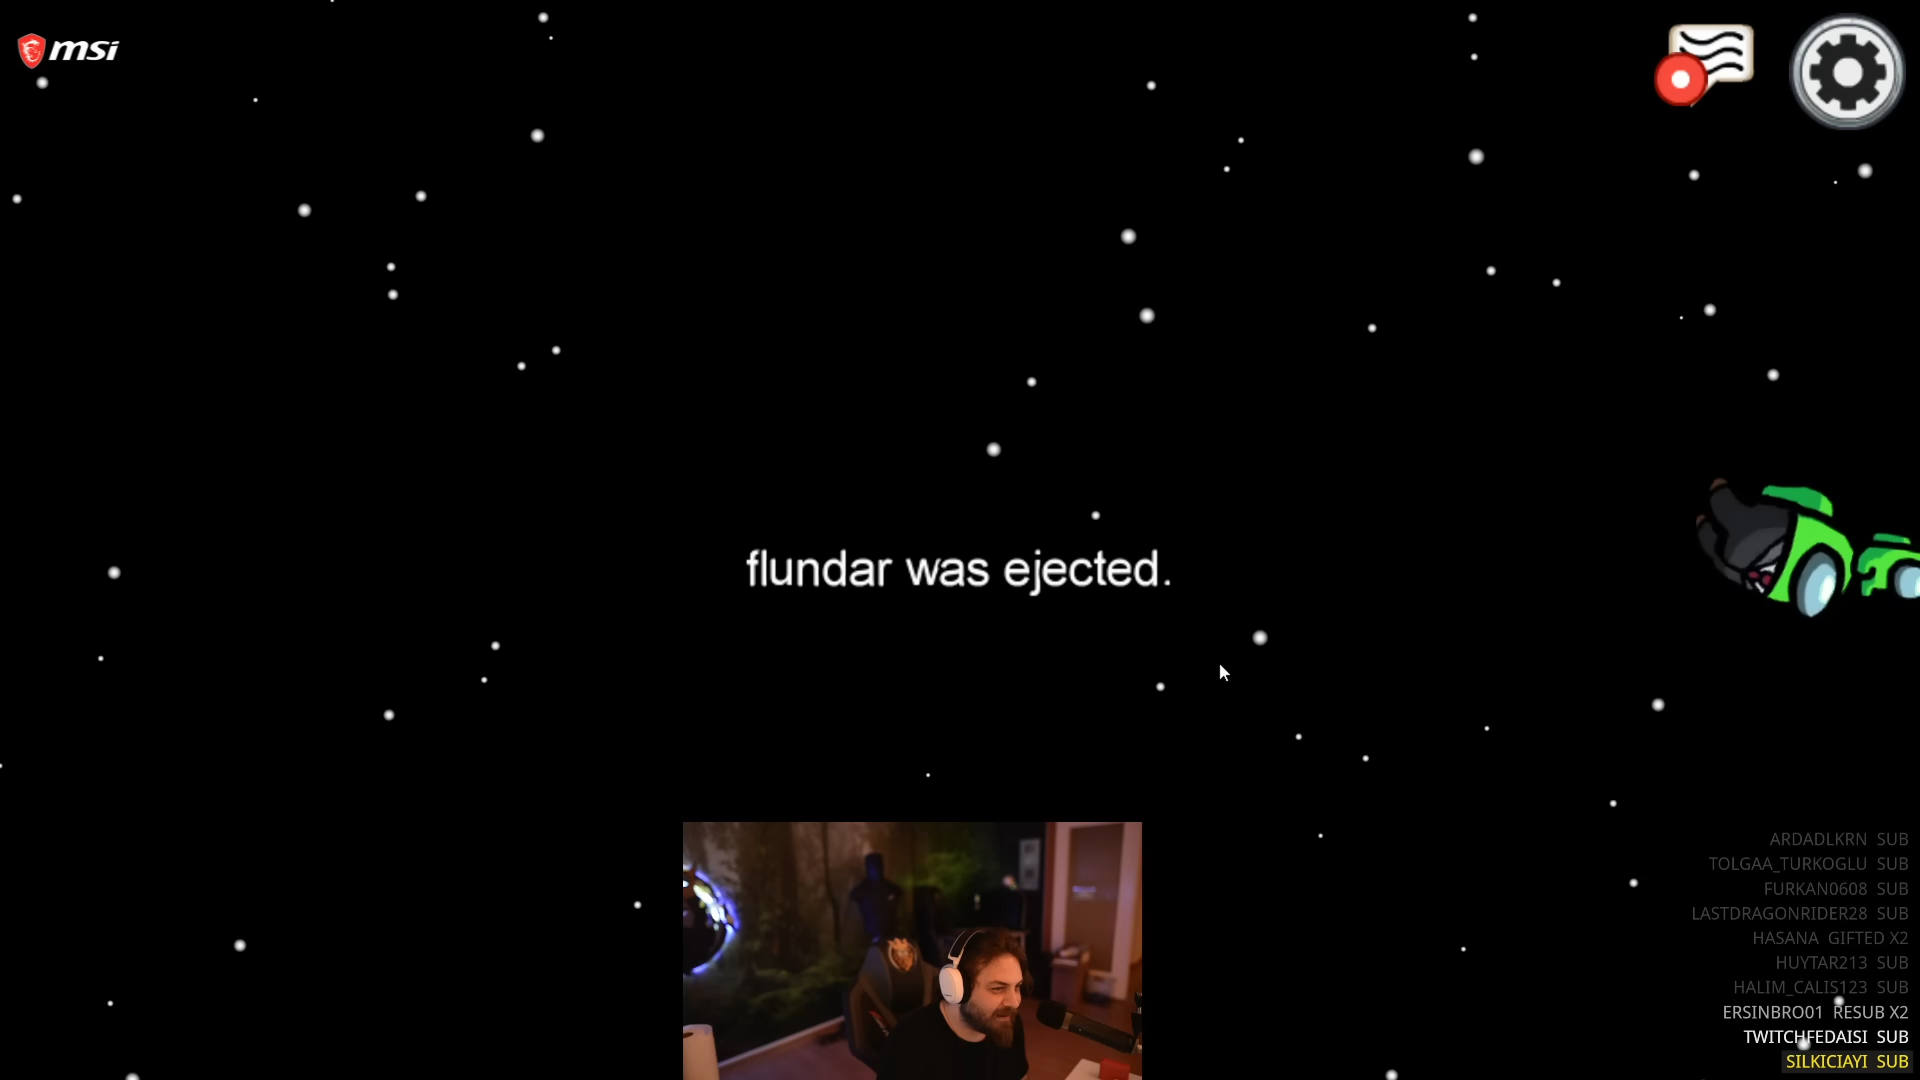 msi
flundar was ejected.
ARDADLKRN SUB
TOLGAA_TURKOGLU SUB
FURKAN0608 SUB
LASTDRAGONRIDER28 SUB
HASANA GIFTED X2
HUYTAR213 SUB
HALIM_CALIS123 SUB
ERSINBRO01 RESUB X2
TWITCHFEDAISI SUB
SILKICIAYI SUB